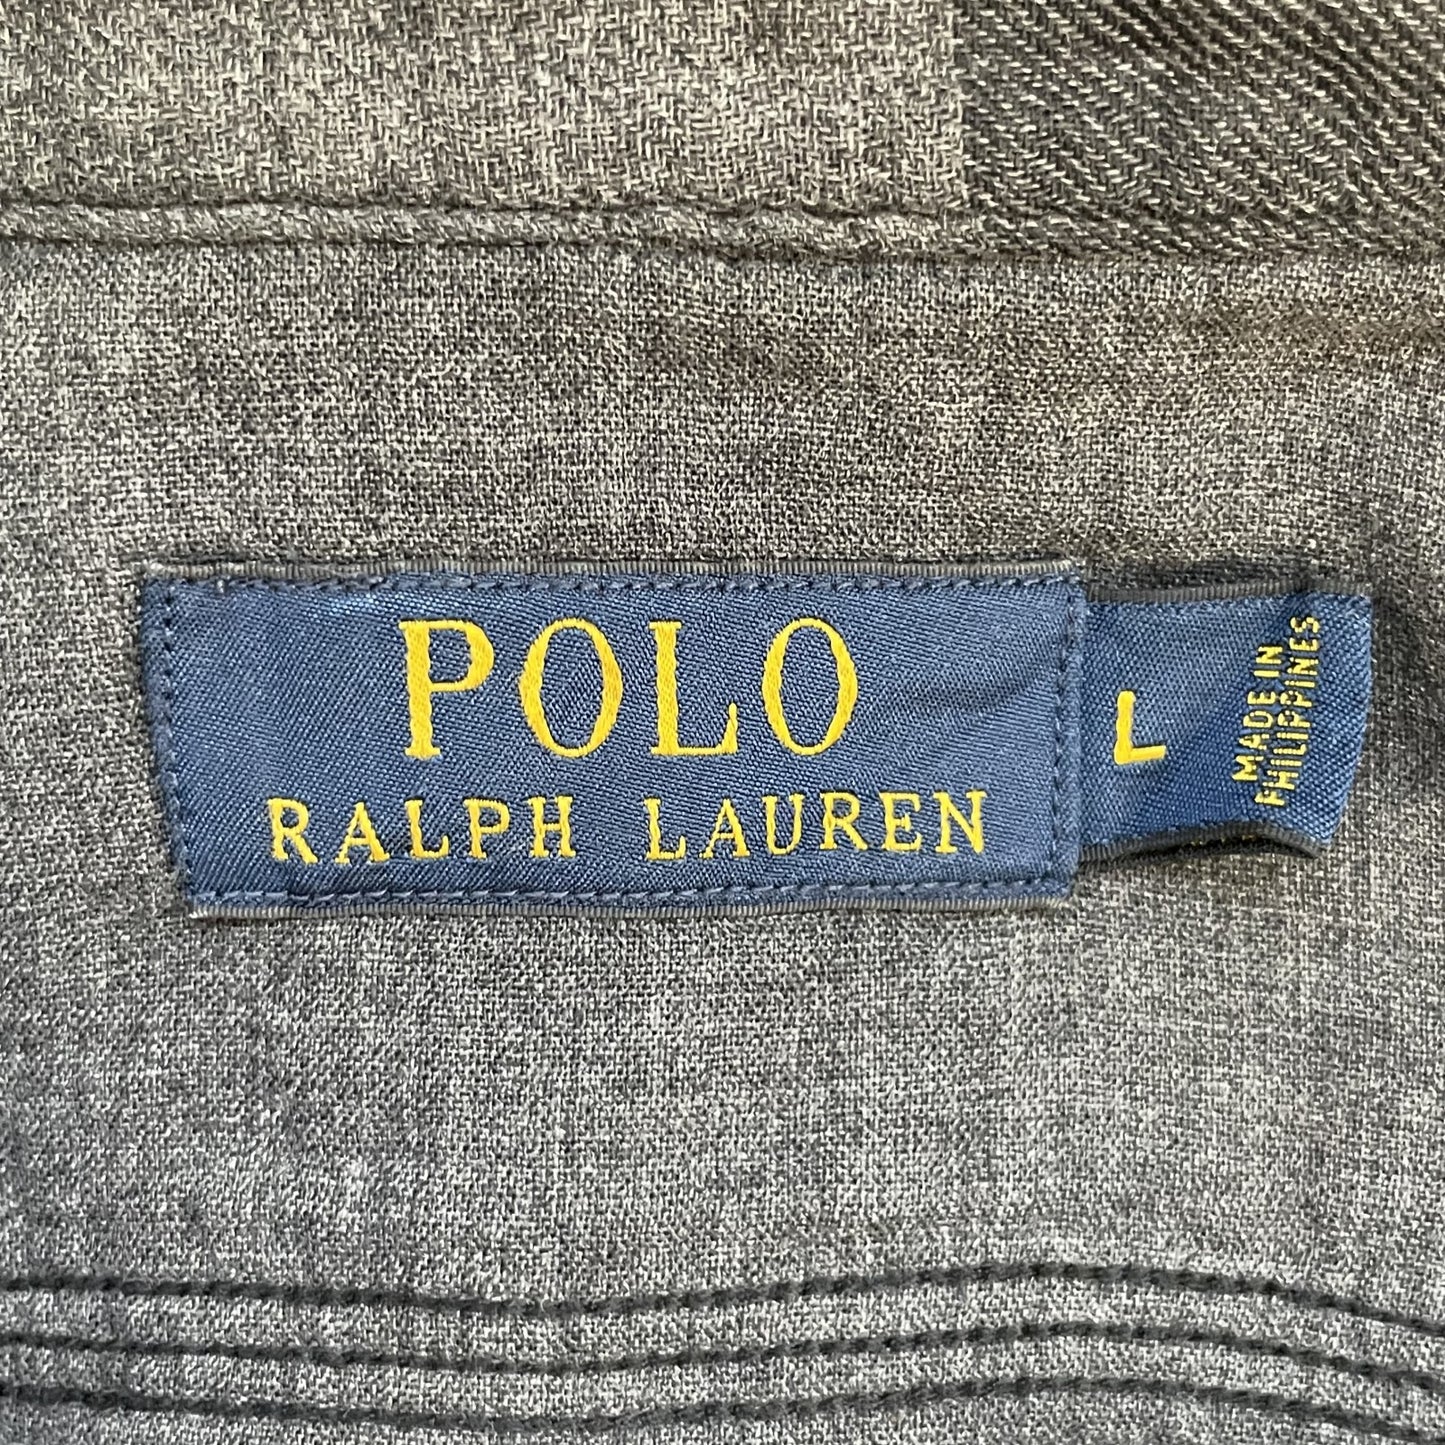 POLO
RALPH LAUREN
L
MADE IN
PHILIPPINES